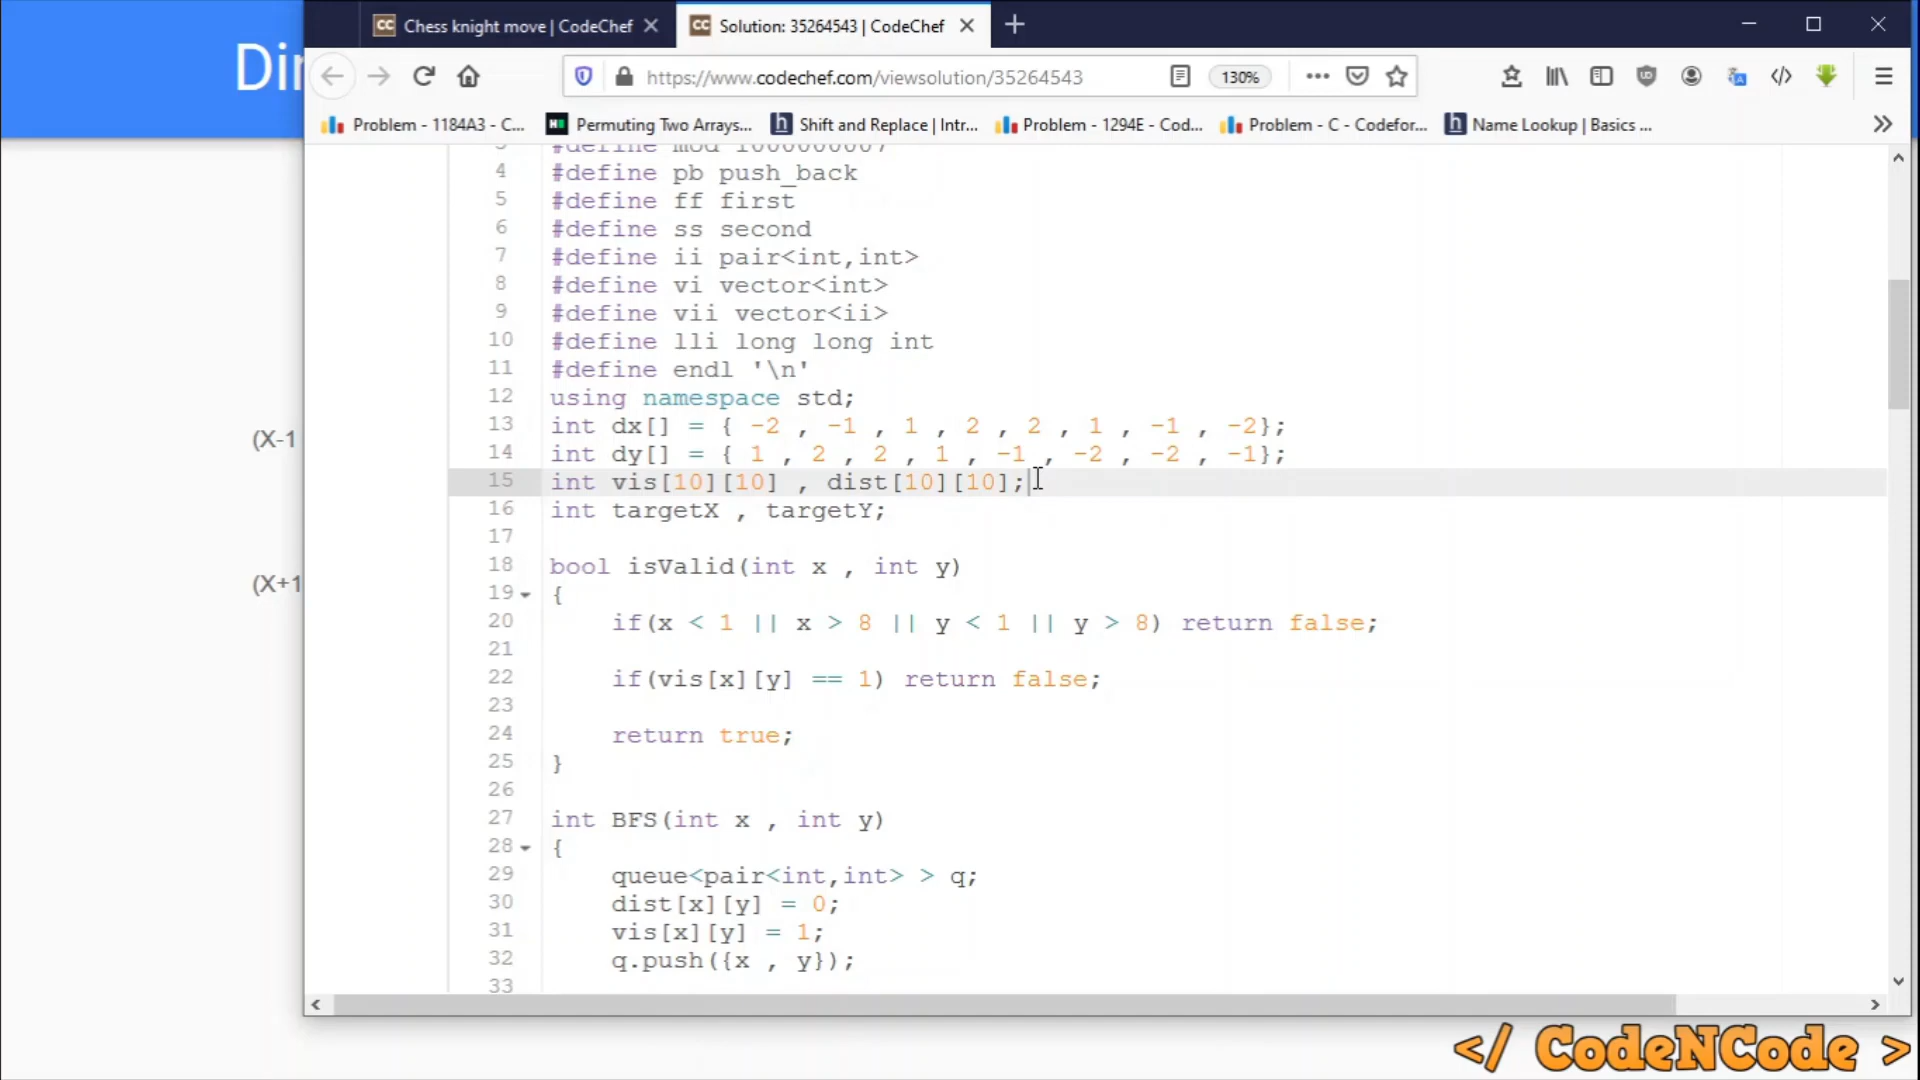 Dir
(X-1
(X+1
Chess knight move | CodeChef
Solution: 35264543 | CodeChef
https://www.codechef.com/viewsolution/35264543
130%
Problem - 1184A3 - C...
Permuting Two Arrays...
Shift and Replace | Intr...
Problem - 1294E - Cod...
Problem - C - Codefor...
Name Lookup | Basics ...
3 #define mod 1000000007
4 #define pb push_back
5 #define ff first
6 #define ss second
7 #define ii pair<int,int>
8 #define vi vector<int>
9 #define vii vector<ii>
10 #define lli long long int
11 #define endl '\n'
12 using namespace std;
13 int dx[] = { -2 , -1 , 1 , 2 , 2 , 1 , -1 , -2};
14 int dy[] = { 1 , 2 , 2 , 1 , -1 , -2 , -2 , -1};
15 int vis[10][10] , dist[10][10];
16 int targetX , targetY;
17
18 bool isValid(int x , int y)
19 {
20 if(x < 1 || x > 8 || y < 1 || y > 8) return false;
21
22 if(vis[x][y] == 1) return false;
23
24 return true;
25 }
26
27 int BFS(int x , int y)
28 {
29 queue<pair<int,int> > q;
30 dist[x][y] = 0;
31 vis[x][y] = 1;
32 q.push({x , y});
33
</ CodeNCode >